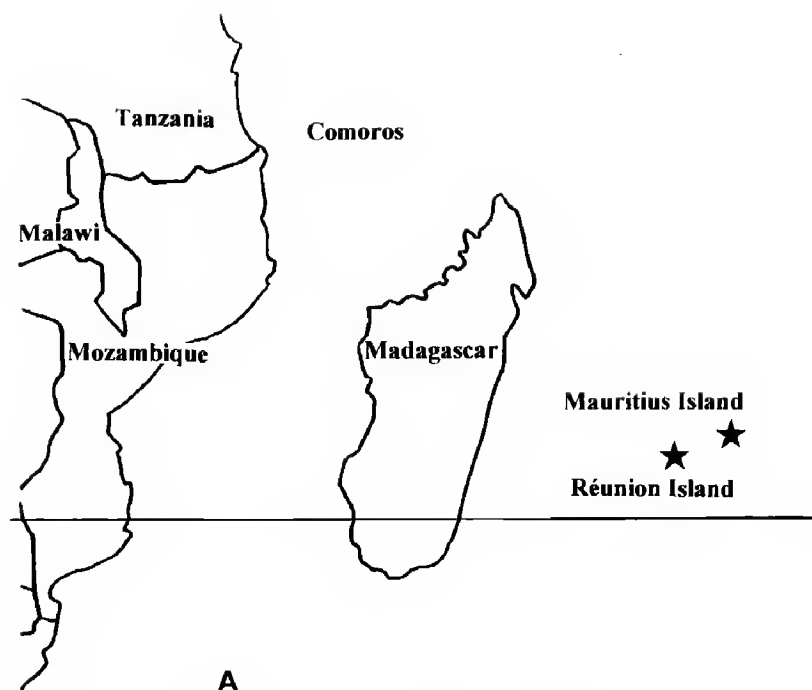 Tanzania
Comoros
Malawi
Mozambique
Madagascar
Mauritius Island
Réunion Island
A